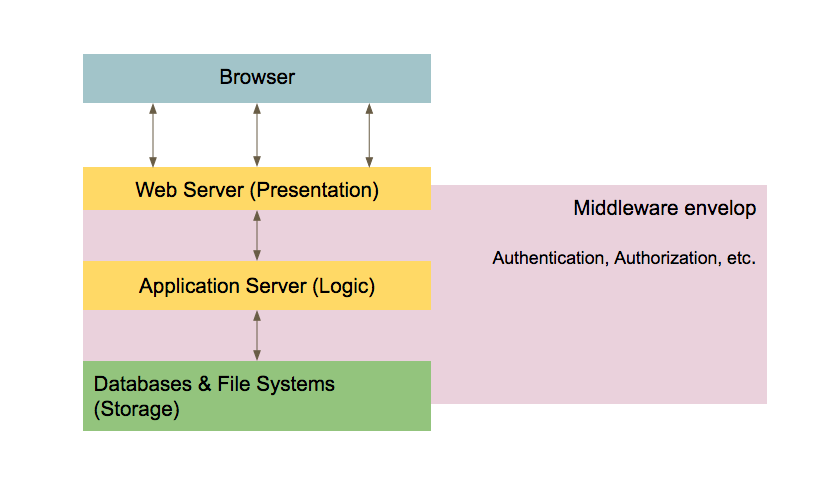 Browser
Web Server (Presentation)
Middleware envelop
Authentication, Authorization, etc.
Application Server (Logic)
Databases & File Systems
(Storage)